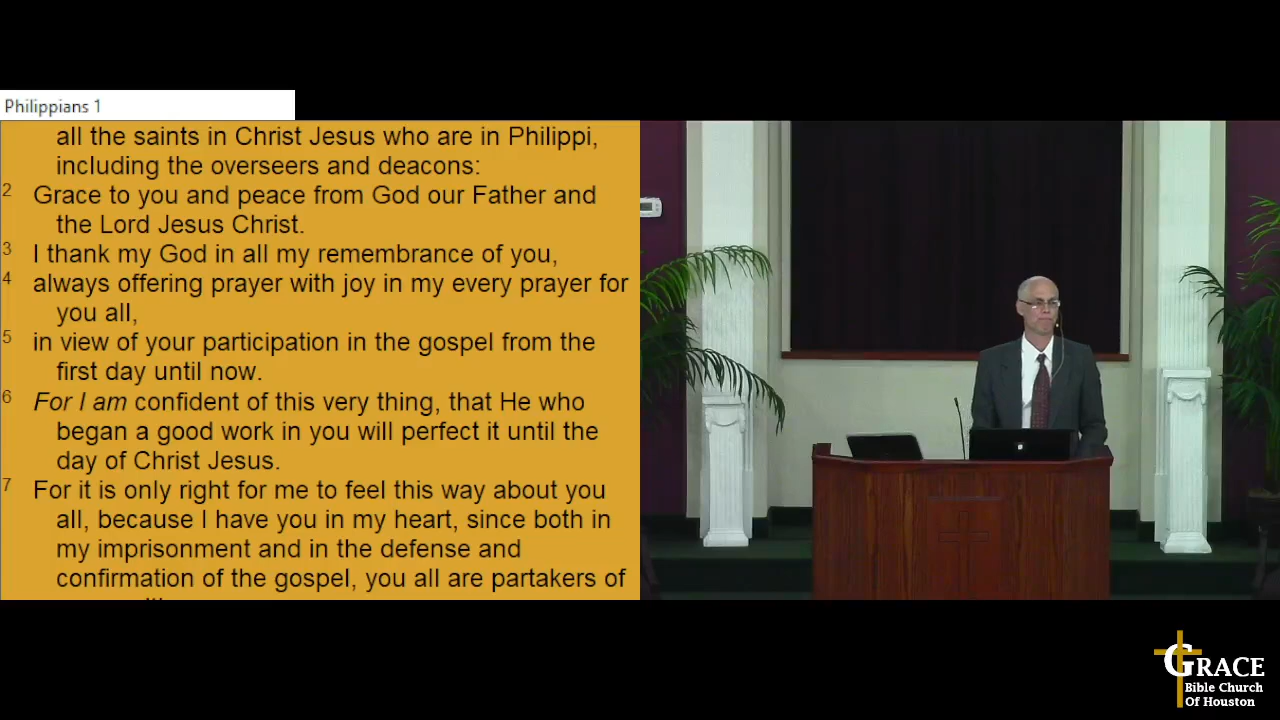 Philippians 1
all the saints in Christ Jesus who are in Philippi,
including the overseers and deacons:
2 Grace to you and peace from God our Father and
the Lord Jesus Christ.
3 I thank my God in all my remembrance of you,
4 always offering prayer with joy in my every prayer for
you all,
5 in view of your participation in the gospel from the
first day until now.
6 For I am confident of this very thing, that He who
began a good work in you will perfect it until the
day of Christ Jesus.
7 For it is only right for me to feel this way about you
all, because I have you in my heart, since both in
my imprisonment and in the defense and
confirmation of the gospel, you all are partakers of
GRACE
Bible Church
Of Houston